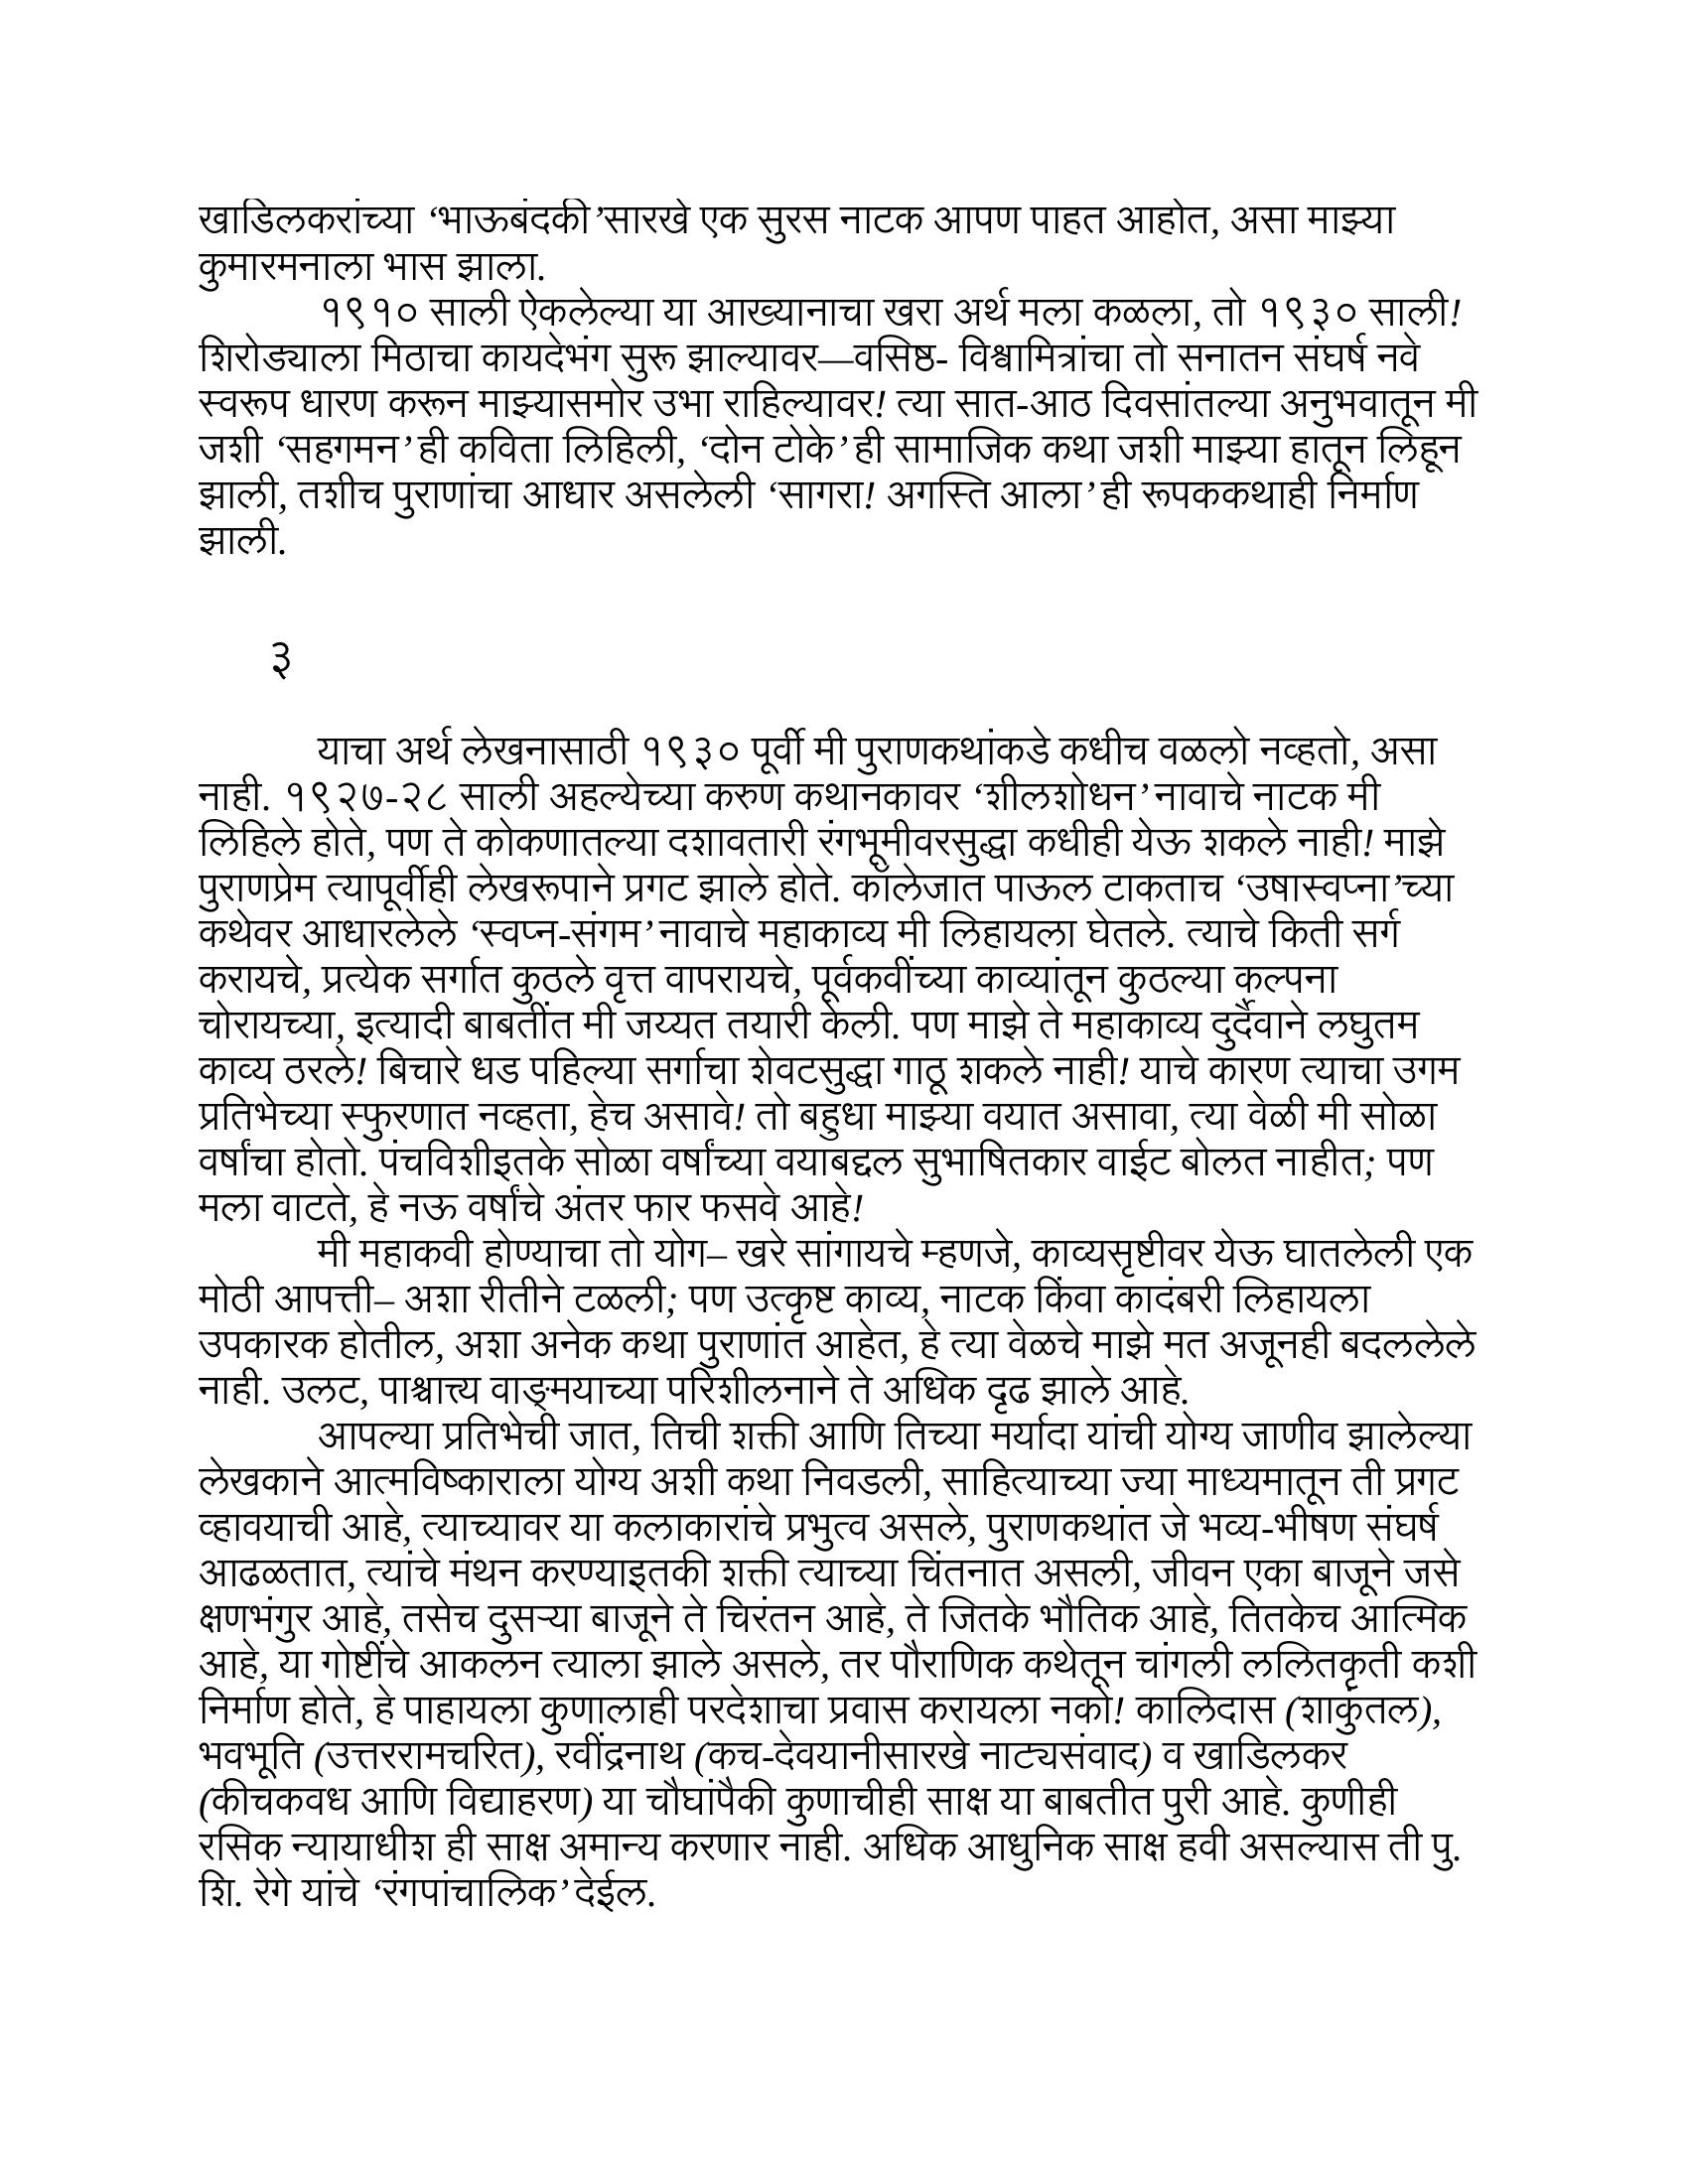 खाडिलकरांच्या ‘भाऊबंदकी’सारखे एक सुरस नाटक आपण पाहत आहोत, असा माझ्या
कुमारमनाला भास झाला.
१९१० साली ऐकलेल्या या आख्यानाचा खरा अर्थ मला कळला, तो १९३० साली!
शिरोड्याला मिठाचा कायदेभंग सुरू झाल्यावर—वसिष्ठ- विश्वामित्रांचा तो सनातन संघर्ष नवे
स्वरूप धारण करून माझ्यासमोर उभा राहिल्यावर! त्या सात-आठ दिवसांतल्या अनुभवातून मी
जशी ‘सहगमन’ ही कविता लिहिली, ‘दोन टोके’ ही सामाजिक कथा जशी माझ्या हातून लिहून
झाली, तशीच पुराणांचा आधार असलेली ‘सागरा! अगस्ति आला’ ही रूपककथाही निर्माण
झाली.
३
याचा अर्थ लेखनासाठी १९३० पूर्वी मी पुराणकथांकडे कधीच वळलो नव्हतो, असा
नाही. १९२७-२८ साली अहल्येच्या करुण कथानकावर ‘शीलशोधन’ नावाचे नाटक मी
लिहिले होते, पण ते कोकणातल्या दशावतारी रंगभूमीवरसुद्धा कधीही येऊ शकले नाही! माझे
पुराणप्रेम त्यापूर्वीही लेखरूपाने प्रगट झाले होते. कॉलेजात पाऊल टाकताच ‘उषास्वप्ना’च्या
कथेवर आधारलेले ‘स्वप्न-संगम’ नावाचे महाकाव्य मी लिहायला घेतले. त्याचे किती सर्ग
करायचे, प्रत्येक सर्गात कुठले वृत्त वापरायचे, पूर्वकवींच्या काव्यांतून कुठल्या कल्पना
चोरायच्या, इत्यादी बाबतींत मी जय्यत तयारी केली. पण माझे ते महाकाव्य दुर्दैवाने लघुतम
काव्य ठरले! बिचारे धड पहिल्या सर्गाचा शेवटसुद्धा गाठू शकले नाही! याचे कारण त्याचा उगम
प्रतिभेच्या स्फुरणात नव्हता, हेच असावे! तो बहुधा माझ्या वयात असावा, त्या वेळी मी सोळा
वर्षांचा होतो. पंचविशीइतके सोळा वर्षांच्या वयाबद्दल सुभाषितकार वाईट बोलत नाहीत; पण
मला वाटते, हे नऊ वर्षांचे अंतर फार फसवे आहे!
मी महाकवी होण्याचा तो योग– खरे सांगायचे म्हणजे, काव्यसृष्टीवर येऊ घातलेली एक
मोठी आपत्ती– अशा रीतीने टळली; पण उत्कृष्ट काव्य, नाटक किंवा कादंबरी लिहायला
उपकारक होतील, अशा अनेक कथा पुराणांत आहेत, हे त्या वेळचे माझे मत अजूनही बदललेले
नाही. उलट, पाश्चात्त्य वाङ्मयाच्या परिशीलनाने ते अधिक दृढ झाले आहे.
आपल्या प्रतिभेची जात, तिची शक्ती आणि तिच्या मर्यादा यांची योग्य जाणीव झालेल्या
लेखकाने आत्मविष्काराला योग्य अशी कथा निवडली, साहित्याच्या ज्या माध्यमातून ती प्रगट
व्हावयाची आहे, त्याच्यावर या कलाकारांचे प्रभुत्व असले, पुराणकथांत जे भव्य-भीषण संघर्ष
आढळतात, त्यांचे मंथन करण्याइतकी शक्ती त्याच्या चिंतनात असली, जीवन एका बाजूने जसे
क्षणभंगुर आहे, तसेच दुसऱ्या बाजूने ते चिरंतन आहे, ते जितके भौतिक आहे, तितकेच आत्मिक
आहे, या गोष्टींचे आकलन त्याला झाले असले, तर पौराणिक कथेतून चांगली ललितकृती कशी
निर्माण होते, हे पाहायला कुणालाही परदेशाचा प्रवास करायला नको! कालिदास (शाकुंतल),
भवभूति (उत्तररामचरित), रवींद्रनाथ (कच-देवयानीसारखे नाट्यसंवाद) व खाडिलकर
(कीचकवध आणि विद्याहरण) या चौघांपैकी कुणाचीही साक्ष या बाबतीत पुरी आहे. कुणीही
रसिक न्यायाधीश ही साक्ष अमान्य करणार नाही. अधिक आधुनिक साक्ष हवी असल्यास ती पु.
शि. रेगे यांचे ‘रंगपांचालिक’ देईल.